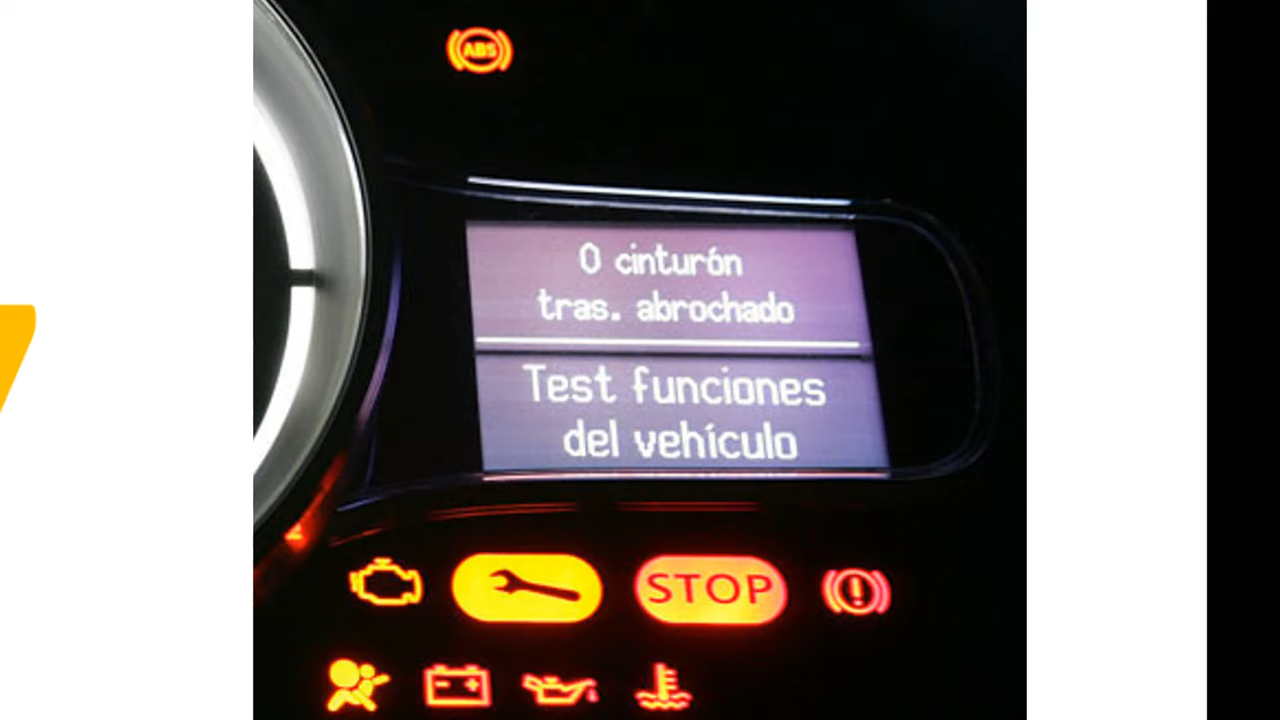 ABS
0 cinturón
tras. abrochado
Test funciones
del vehículo
STOP